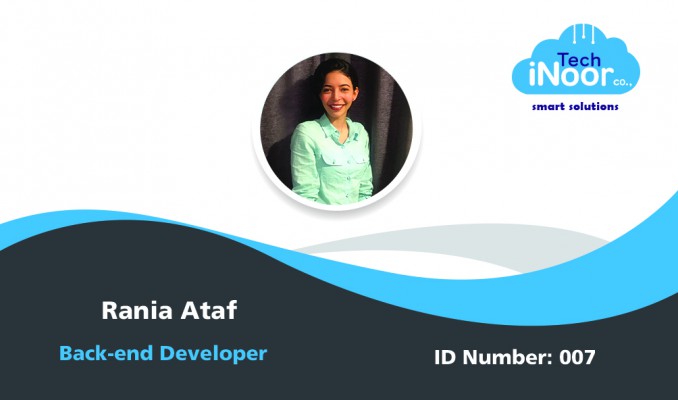 Tech
iNoor co.,
smart solutions
Rania Ataf
Back-end Developer
ID Number: 007